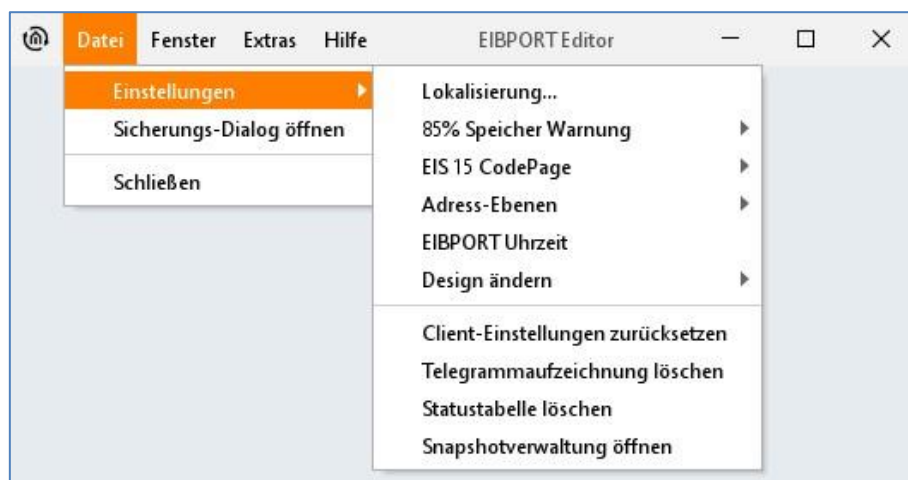 Datei Fenster Extras Hilfe EIBPORT Editor
Einstellungen
Sicherungs-Dialog öffnen
Schließen
Lokalisierung...
85% Speicher Warnung
EIS 15 CodePage
Adress-Ebenen
EIBPORT Uhrzeit
Design ändern
Client-Einstellungen zurücksetzen
Telegrammaufzeichnung löschen
Statustabelle löschen
Snapshotverwaltung öffnen